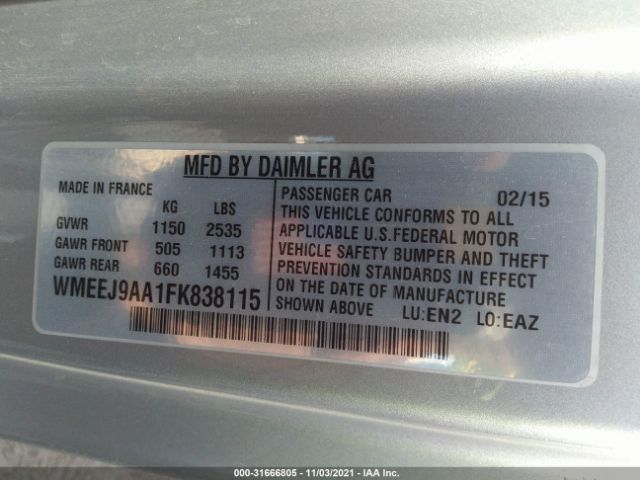 MFD BY DAIMLER AG
MADE IN FRANCE
KG LBS
GVWR 1150 2535
GAWR FRONT 505 1113
GAWR REAR 660 1455
WMEEJ9AA1FK838115
PASSENGER CAR 02/15
THIS VEHICLE CONFORMS TO ALL
APPLICABLE U.S.FEDERAL MOTOR
VEHICLE SAFETY BUMPER AND THEFT
PREVENTION STANDARDS IN EFFECT
ON THE DATE OF MANUFACTURE
SHOWN ABOVE LU:EN2 LO:EAZ
000-31666805 - 11/03/2021 - IAA Inc.